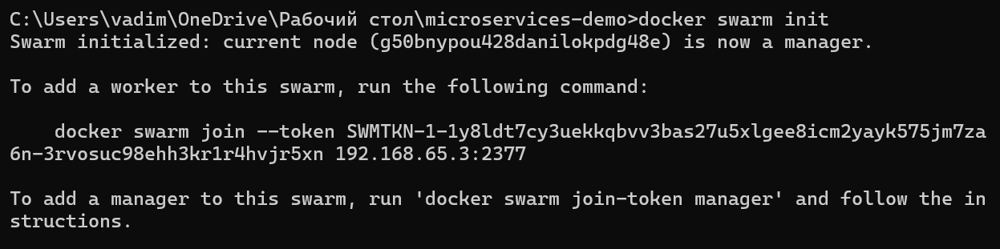 C:\Users\vadim\OneDrive\Рабочий стол\microservices-demo>docker swarm init
Swarm initialized: current node (g50bnypou428danilokpdg48e) is now a manager.
To add a worker to this swarm, run the following command:
docker swarm join --token SWMTKN-1-1y8ldt7cy3uekkqbvv3bas27u5xlgee8icm2yayk575jm7za
6n-3rvosuc98ehh3kr1r4hvjr5xn 192.168.65.3:2377
To add a manager to this swarm, run 'docker swarm join-token manager' and follow the in
structions.